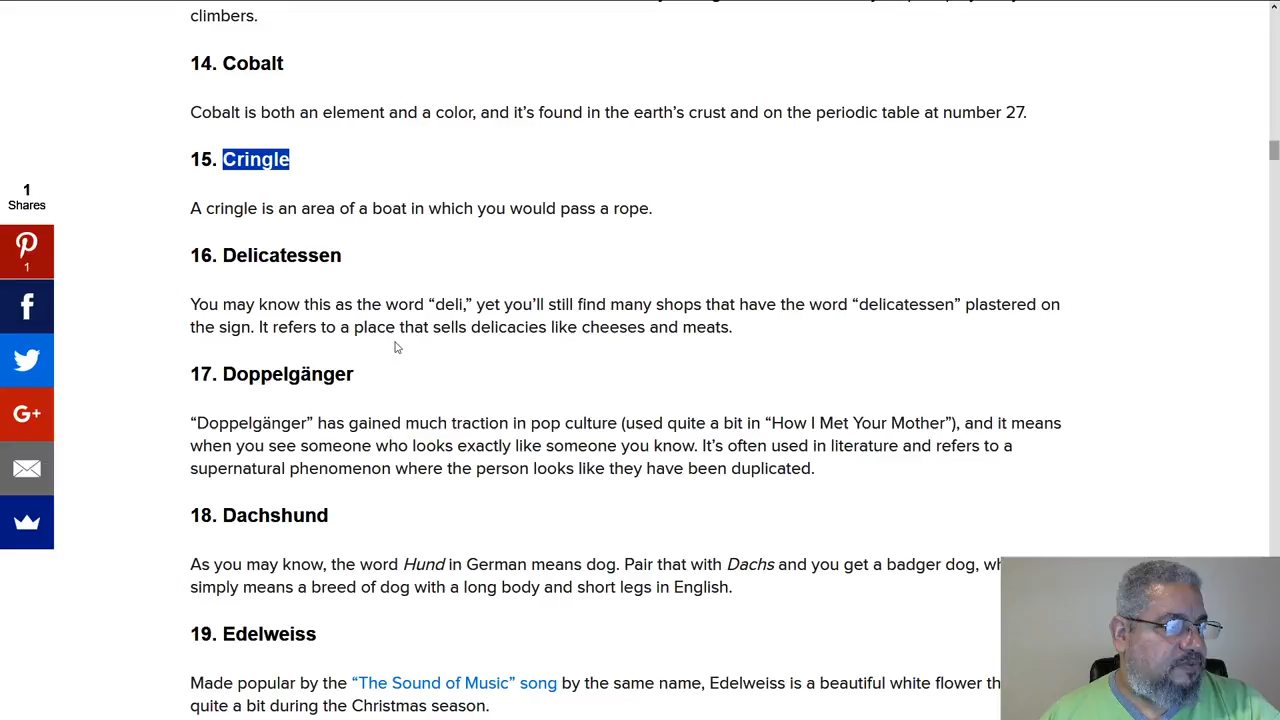 climbers.
14. Cobalt
Cobalt is both an element and a color, and it’s found in the earth’s crust and on the periodic table at number 27.
15. Cringle
1
Shares
A cringle is an area of a boat in which you would pass a rope.
16. Delicatessen
1
You may know this as the word “deli,” yet you’ll still find many shops that have the word “delicatessen” plastered on
the sign. It refers to a place that sells delicacies like cheeses and meats.
17. Doppelgänger
G+
“Doppelgänger” has gained much traction in pop culture (used quite a bit in “How I Met Your Mother”), and it means
when you see someone who looks exactly like someone you know. It’s often used in literature and refers to a
supernatural phenomenon where the person looks like they have been duplicated.
18. Dachshund
As you may know, the word Hund in German means dog. Pair that with Dachs and you get a badger dog,
simply means a breed of dog with a long body and short legs in English.
19. Edelweiss
Made popular by the “The Sound of Music” song by the same name, Edelweiss is a beautiful white flower
quite a bit during the Christmas season.